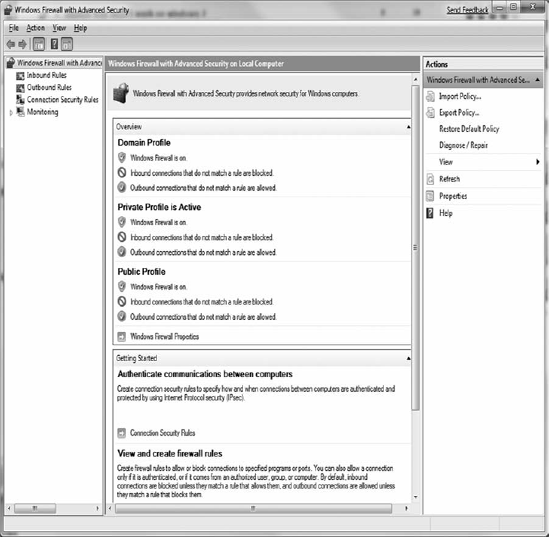 Windows Firewall with Advanced Security
Send Feedback
File Action View Help
Windows Firewall with Advanc
Inbound Rules
Outbound Rules
Connection Security Rules
Monitoring
Windows Firewall with Advanced Security on Local Computer
Windows Firewall with Advanced Security provides network security for Windows computers.
Overview
Domain Profile
Windows Firewall is on.
Inbound connections that do not match a rule are blocked.
Outbound connections that do not match a rule are allowed.
Private Profile is Active
Windows Firewall is on.
Inbound connections that do not match a rule are blocked.
Outbound connections that do not match a rule are allowed.
Public Profile
Windows Firewall is on.
Inbound connections that do not match a rule are blocked.
Outbound connections that do not match a rule are allowed.
Windows Firewall Properties
Getting Started
Authenticate communications between computers
Create connection security rules to specify how and when connections between computers are authenticated and
protected by using Internet Protocol security (IPsec).
Connection Security Rules
View and create firewall rules
Create firewall rules to allow or block connections to specified programs or ports. You can also allow a connection
only if it is authenticated, or if it comes from an authorized user, group, or computer. By default, inbound
connections are blocked unless they match a rule that allows them, and outbound connections are allowed unless
they match a rule that blocks them.
Actions
Windows Firewall with Advanced Se...
Import Policy...
Export Policy...
Restore Default Policy
Diagnose / Repair
View
Refresh
Properties
Help